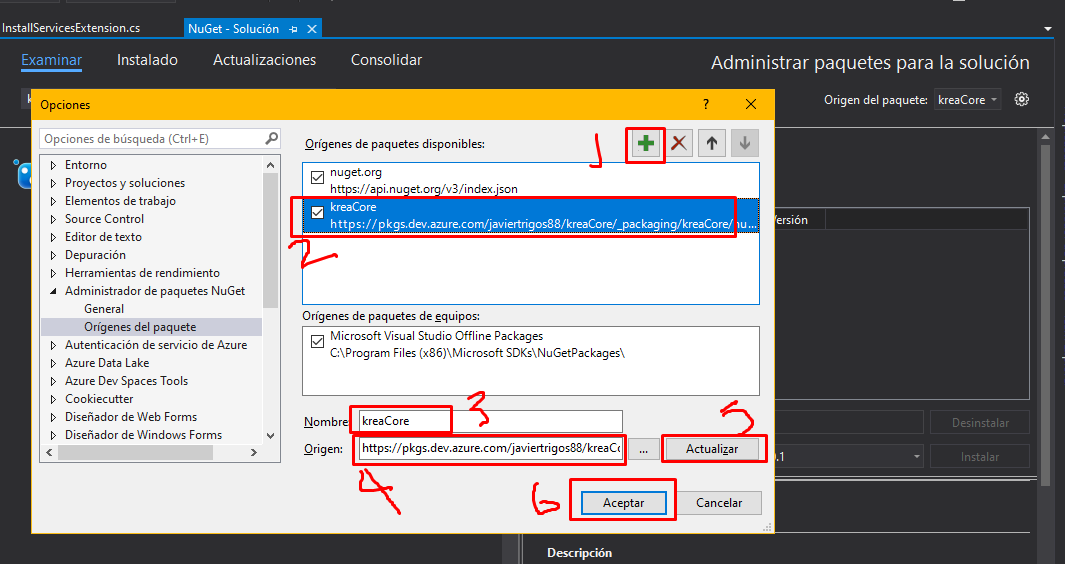 InstallServicesExtension.cs
NuGet - Solución
Examinar
Instalado
Actualizaciones
Consolidar
Administrar paquetes para la solución
Origen del paquete: kreaCore
Opciones
?
Opciones de búsqueda (Ctrl+E)
Entorno
Proyectos y soluciones
Elementos de trabajo
Source Control
Editor de texto
Depuración
Herramientas de rendimiento
Administrador de paquetes NuGet
General
Orígenes del paquete
Autenticación de servicio de Azure
Azure Data Lake
Azure Dev Spaces Tools
Cookiecutter
Diseñador de Web Forms
Diseñador de Windows Forms
Orígenes de paquetes disponibles:
1
nuget.org
https://api.nuget.org/v3/index.json
kreaCore
https://pkgs.dev.azure.com/javiertrigos88/kreaCore/_packaging/kreaCore/nu...
2
Orígenes de paquetes de equipos:
Microsoft Visual Studio Offline Packages
C:\Program Files (x86)\Microsoft SDKs\NuGetPackages\
Nombre: kreaCore
3
Origen: https://pkgs.dev.azure.com/javiertrigos88/kreaCo
...
Actualizar
5
4
6
Aceptar
Cancelar
Versión
Desinstalar
.1
Instalar
Descripción